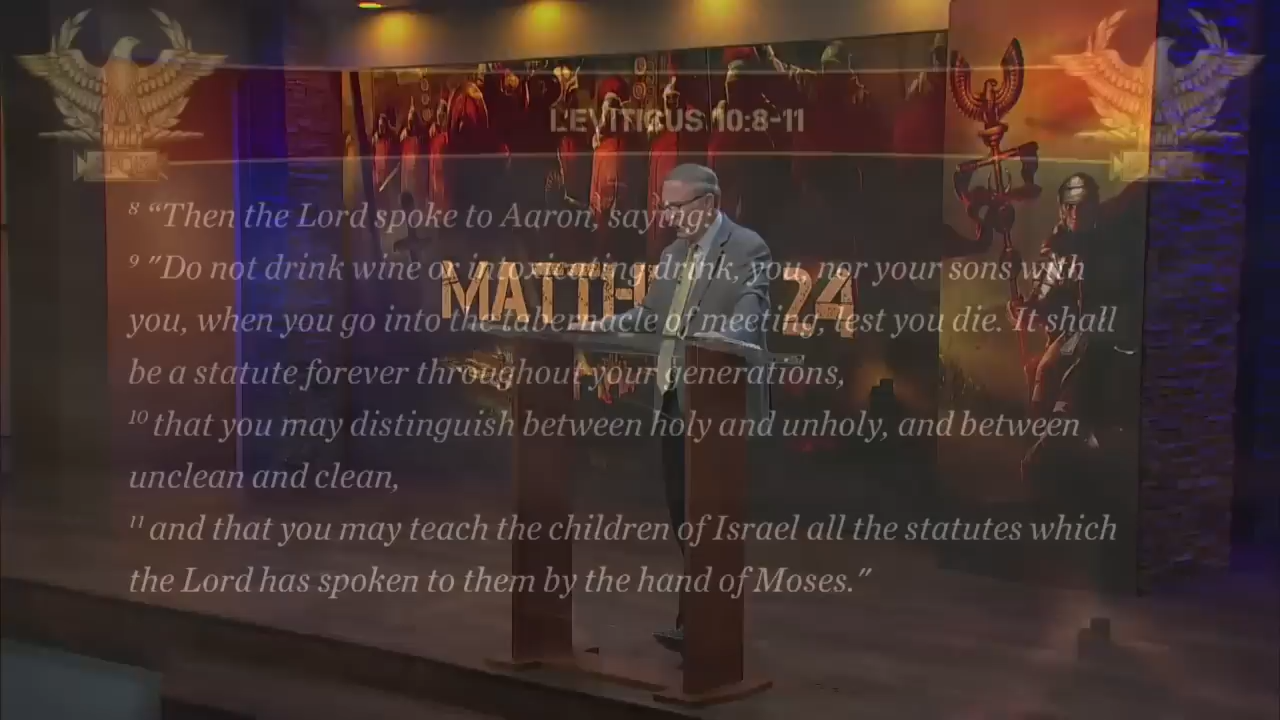 LEVITICUS 10:8-11
⁸ “Then the Lord spoke to Aaron, saying:
⁹ "Do not drink wine or intoxicating drink, you, nor your sons with
you, when you go into the tabernacle of meeting, lest you die. It shall
be a statute forever throughout your generations,
¹⁰ that you may distinguish between holy and unholy, and between
unclean and clean,
¹¹ and that you may teach the children of Israel all the statutes which
the Lord has spoken to them by the hand of Moses."
MATTH 24